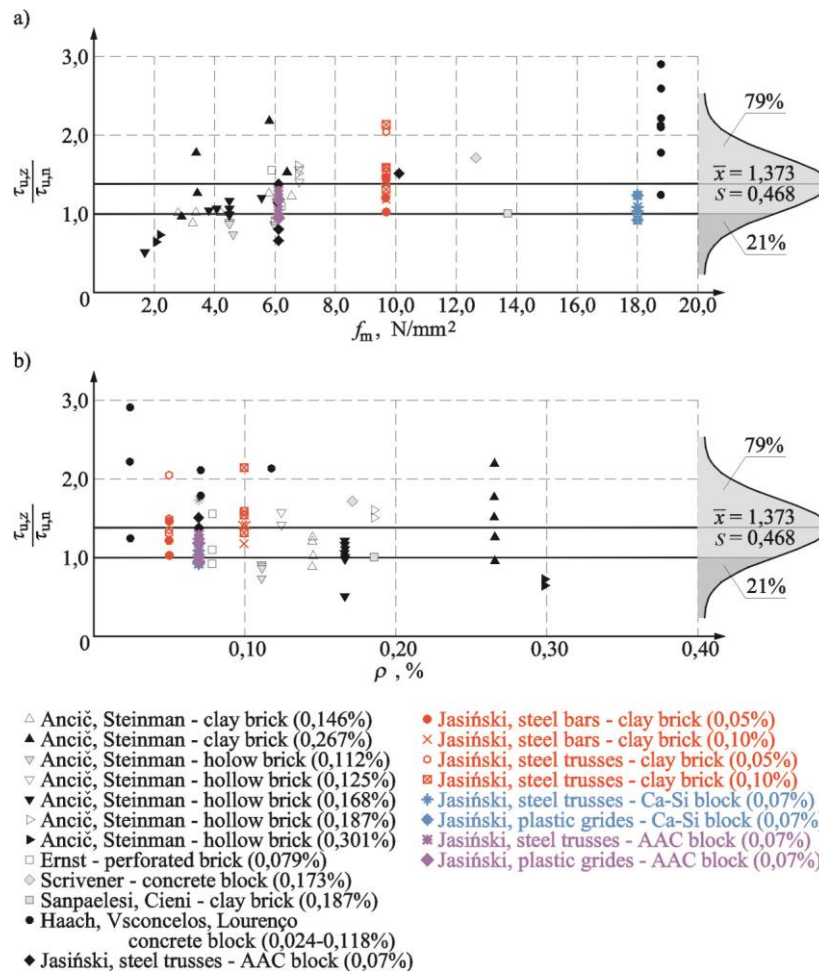 a)
3,0
2,0
1,0
0
τu,z
τu,n
2,0 4,0 6,0 8,0 10,0 12,0 14,0 16,0 18,0 20,0
fm, N/mm2
79%
x̅ = 1,373
S = 0,468
21%
b)
3,0
2,0
1,0
0
τu,z
τu,n
0,10 0,20 0,30 0,40
ρ , %
79%
x̅ = 1,373
S = 0,468
21%
Ancič, Steinman - clay brick (0,146%)
Ancič, Steinman - clay brick (0,267%)
Ancič, Steinman - holow brick (0,112%)
Ancič, Steinman - hollow brick (0,125%)
Ancič, Steinman - hollow brick (0,168%)
Ancič, Steinman - hollow brick (0,187%)
Ancič, Steinman - hollow brick (0,301%)
Ernst - perforated brick (0,079%)
Scrivener - concrete block (0,173%)
Sanpaelesi, Cieni - clay brick (0,187%)
Haach, Vsconcelos, Lourenço
concrete block (0,024-0,118%)
Jasiński, steel trusses - AAC block (0,07%)
Jasiński, steel bars - clay brick (0,05%)
Jasiński, steel bars - clay brick (0,10%)
Jasiński, steel trusses - clay brick (0,05%)
Jasiński, steel trusses - clay brick (0,10%)
Jasiński, steel trusses - Ca-Si block (0,07%)
Jasiński, plastic grides - Ca-Si block (0,07%)
Jasiński, steel trusses - AAC block (0,07%)
Jasiński, plastic grides - AAC block (0,07%)